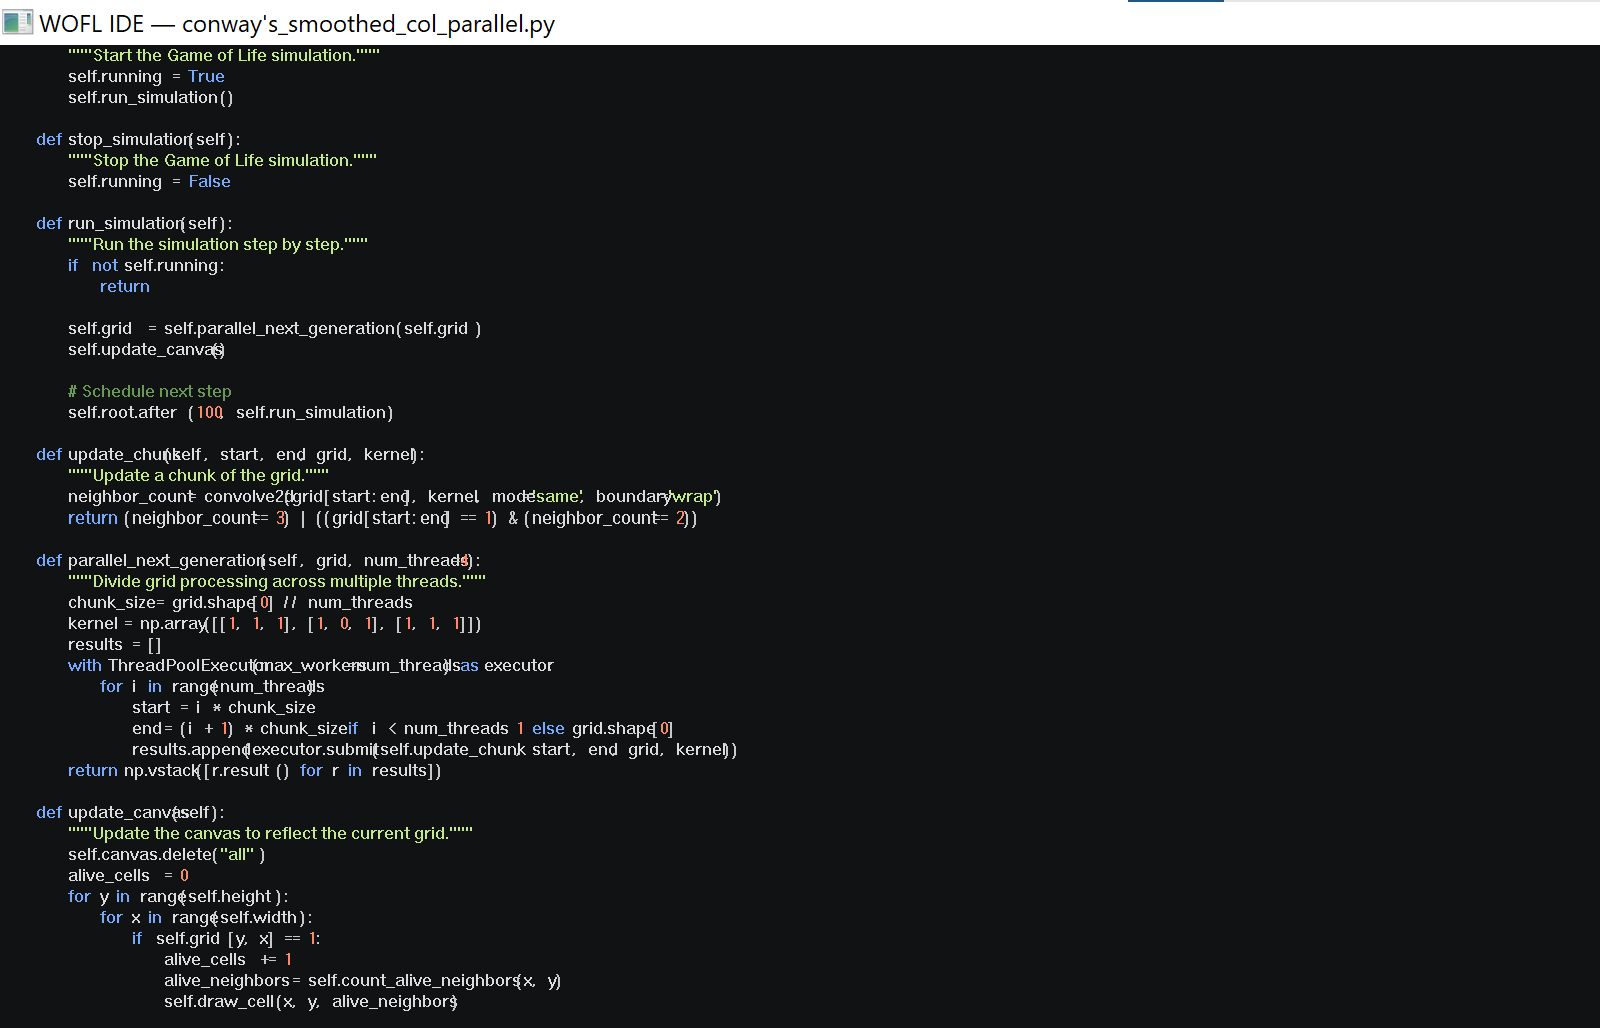 WOFL IDE — conway's_smoothed_col_parallel.py
"""Start the Game of Life simulation."""
self.running = True
self.run_simulation()
def stop_simulation(self):
"""Stop the Game of Life simulation."""
self.running = False
def run_simulation(self):
"""Run the simulation step by step."""
if not self.running:
return
self.grid = self.parallel_next_generation(self.grid)
self.update_canvas()
# Schedule next step
self.root.after(100, self.run_simulation)
def update_chunk(self, start, end, grid, kernel):
"""Update a chunk of the grid."""
neighbor_count = convolve2d(grid[start:end], kernel, mode='same', boundary='wrap')
return (neighbor_count == 3) | ((grid[start:end] == 1) & (neighbor_count == 2))
def parallel_next_generation(self, grid, num_threads=4):
"""Divide grid processing across multiple threads."""
chunk_size = grid.shape[0] // num_threads
kernel = np.array([[1, 1, 1], [1, 0, 1], [1, 1, 1]])
results = []
with ThreadPoolExecutor(max_workers=num_threads) as executor:
for i in range(num_threads):
start = i * chunk_size
end = (i + 1) * chunk_size if i < num_threads - 1 else grid.shape[0]
results.append(executor.submit(self.update_chunk, start, end, grid, kernel))
return np.vstack([r.result() for r in results])
def update_canvas(self):
"""Update the canvas to reflect the current grid."""
self.canvas.delete("all")
alive_cells = 0
for y in range(self.height):
for x in range(self.width):
if self.grid[y, x] == 1:
alive_cells += 1
alive_neighbors = self.count_alive_neighbors(x, y)
self.draw_cell(x, y, alive_neighbors)